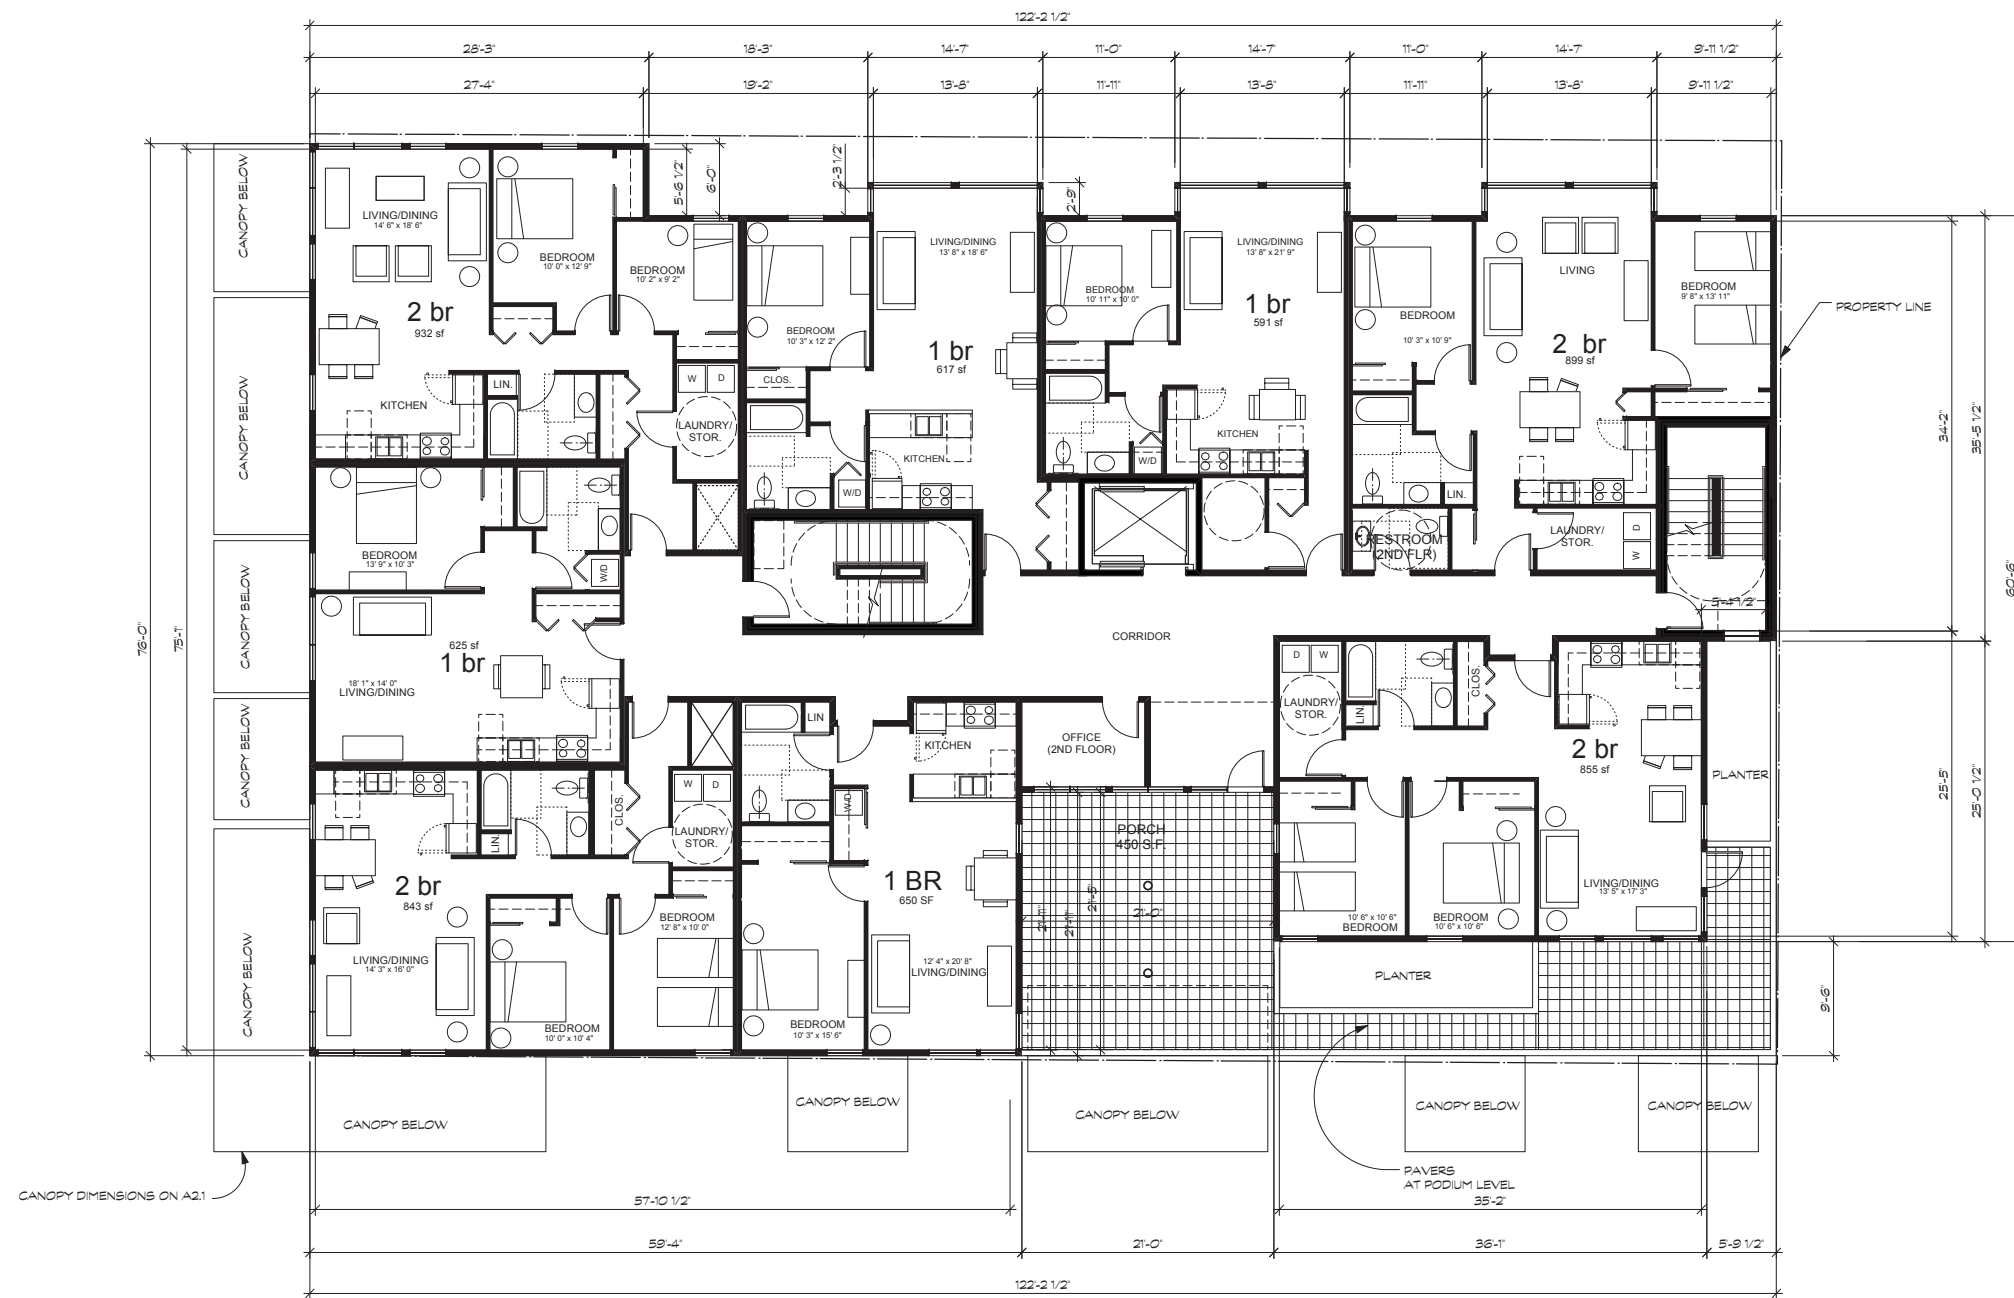 122'-2 1/2"
28'-3"
18'-3"
14'-7"
11'-0"
14'-7"
11'-0"
14'-7"
9'-11 1/2"
27'-4"
19'-2"
13'-8"
11'-11"
13'-8"
11'-11"
13'-8"
9'-11 1/2"
5'-6 1/2"
6'-0"
2'-3 1/2"
2'-9"
CANOPY BELOW
CANOPY BELOW
CANOPY BELOW
CANOPY BELOW
CANOPY BELOW
76'-0"
75'-1"
LIVING/DINING
14' 6" x 18' 6"
BEDROOM
10' 0" x 12' 9"
BEDROOM
10' 2" x 9' 2"
2 br
932 sf
KITCHEN
LIN.
W
D
LAUNDRY/
STOR.
BEDROOM
10' 3" x 12' 2"
CLOS.
LIVING/DINING
13' 8" x 18' 6"
1 br
617 sf
KITCHEN
W/D
BEDROOM
10' 11" x 10' 0"
LIVING/DINING
13' 8" x 21' 9"
1 br
591 sf
KITCHEN
W/D
BEDROOM
10' 3" x 10' 9"
LIVING
2 br
899 sf
BEDROOM
9' 8" x 13' 11"
LIN.
RESTROOM
(2ND FLR)
LAUNDRY/
STOR.
D
W
PROPERTY LINE
34'-2"
35'-5 1/2"
60'-6"
5'-4 1/2"
BEDROOM
13' 9" x 10' 3"
W/D
625 sf
1 br
18' 1" x 14' 0"
LIVING/DINING
CORRIDOR
2 br
843 sf
LIN.
CLOS.
W
D
LAUNDRY/
STOR.
LIVING/DINING
14' 3" x 16' 0"
BEDROOM
10' 0" x 10' 4"
BEDROOM
12' 8" x 10' 0"
LIN
KITCHEN
W/D
1 BR
650 SF
12' 4" x 20' 8"
LIVING/DINING
BEDROOM
10' 3" x 15' 6"
OFFICE
(2ND FLOOR)
PORCH
450 S.F.
21'-11"
21'-11"
21'-5"
21'-0"
D
W
LAUNDRY/
STOR.
LIN.
CLOS.
2 br
855 sf
10' 6" x 10' 6"
BEDROOM
BEDROOM
10' 6" x 10' 6"
LIVING/DINING
13' 5" x 17' 3"
PLANTER
PLANTER
25'-5"
25'-0 1/2"
9'-6"
CANOPY BELOW
CANOPY BELOW
CANOPY BELOW
CANOPY BELOW
CANOPY BELOW
CANOPY DIMENSIONS ON A2.1
PAVERS
AT PODIUM LEVEL
57'-10 1/2"
35'-2"
59'-4"
21'-0"
36'-1"
5'-9 1/2"
122'-2 1/2"